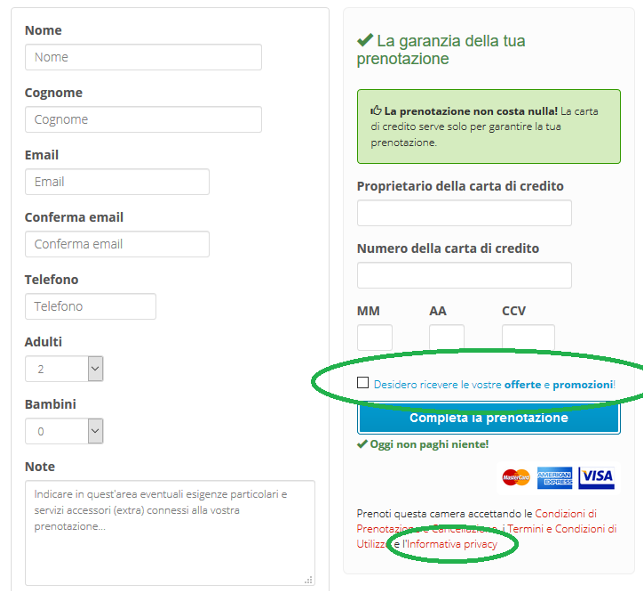 Nome
Nome
Cognome
Cognome
Email
Email
Conferma email
Conferma email
Telefono
Telefono
Adulti
2
Bambini
0
Note
Indicare in quest'area eventuali esigenze particolari e
servizi accessori (extra) connessi alla vostra
prenotazione...
La garanzia della tua
prenotazione
La prenotazione non costa nulla! La carta
di credito serve solo per garantire la tua
prenotazione.
Proprietario della carta di credito
Numero della carta di credito
MM AA CCV
Desidero ricevere le vostre offerte e promozioni!
Completa la prenotazione
Oggi non paghi niente!
MasterCard AMERICAN EXPRESS VISA
Prenoti questa camera accettando le Condizioni di
Prenotazione e Cancellazione, i Termini e Condizioni di
Utilizzo e l'Informativa privacy